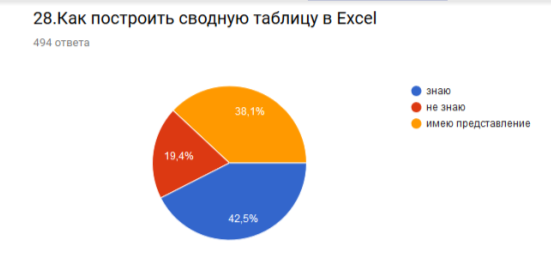 28.Как построить сводную таблицу в Excel
494 ответа
знаю
не знаю
имею представление
38,1%
19,4%
42,5%